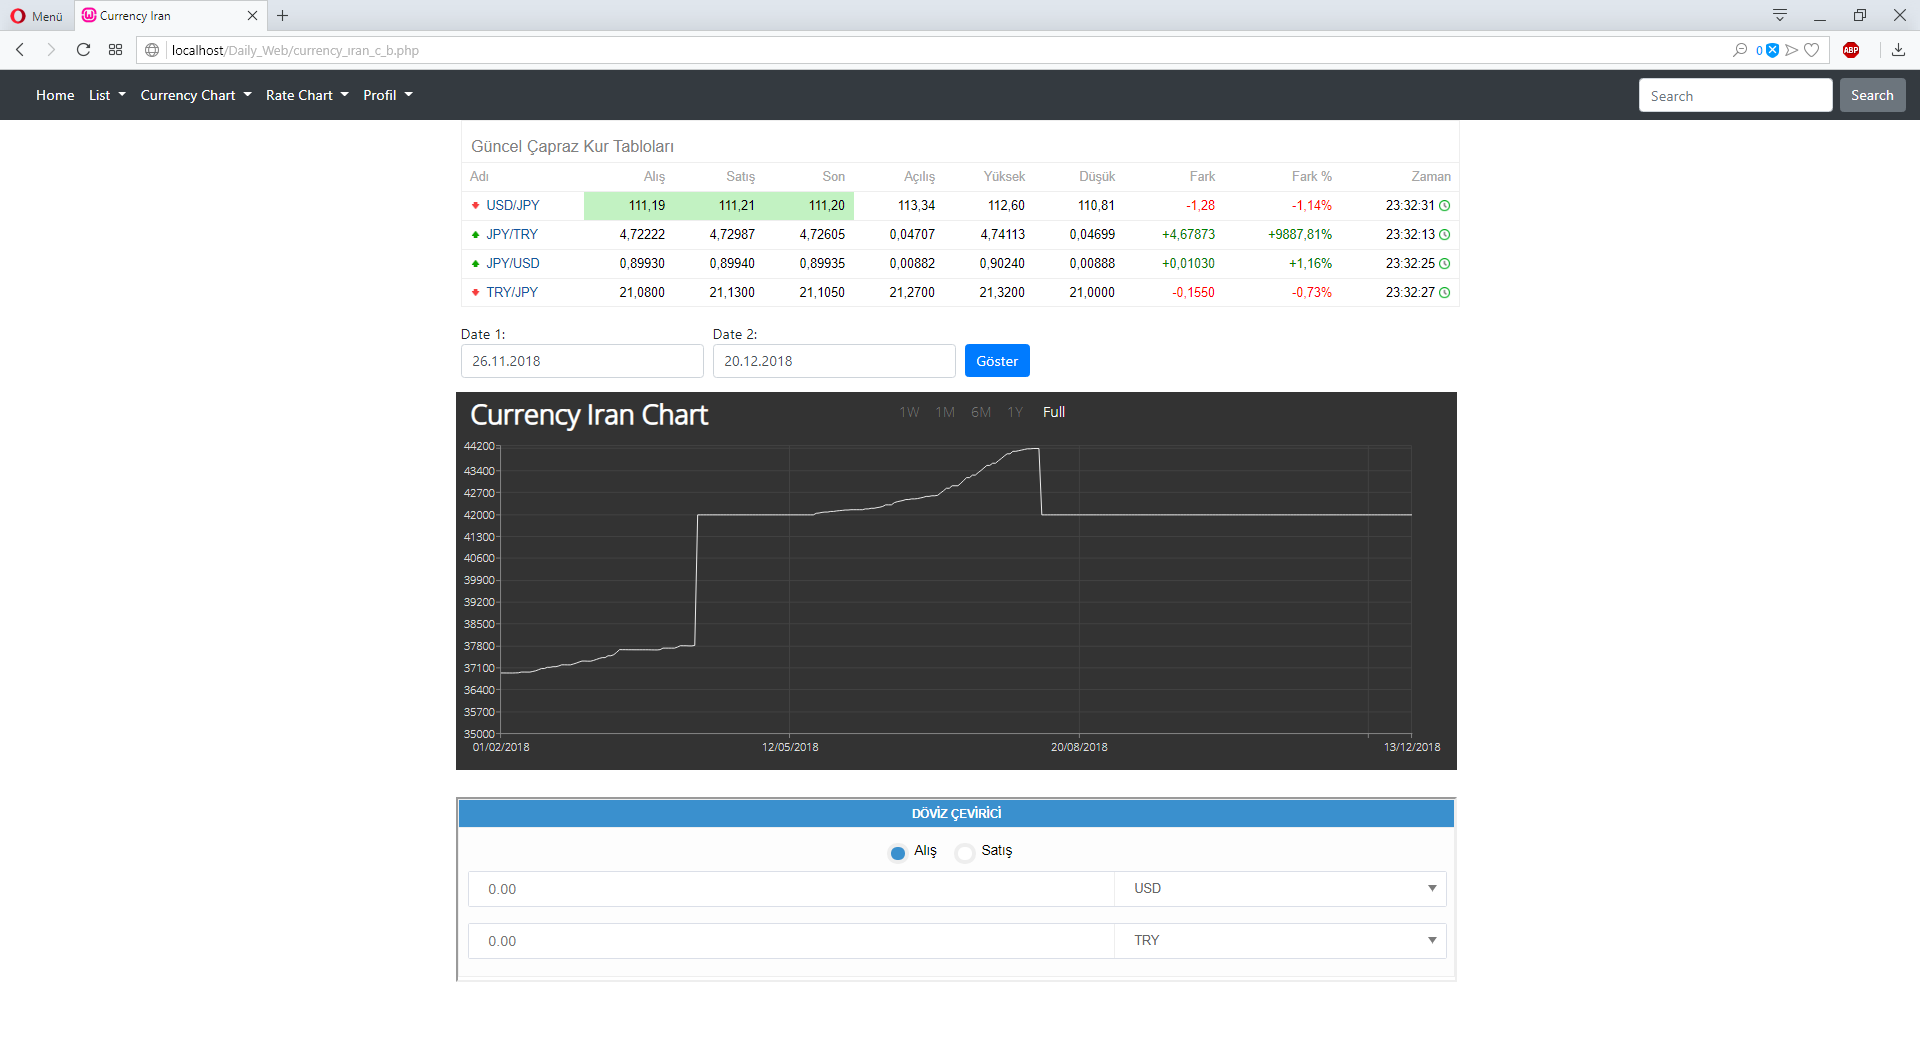 Menü
Currency Iran
localhost/Daily_Web/currency_ıran_c_b.php
0
ABP
Home List Currency Chart Rate Chart Profil
Search
Search
Güncel Çapraz Kur Tabloları
Adı Alış Satış Son Açılış Yüksek Düşük Fark Fark % Zaman
USD/JPY 111,19 111,21 111,20 113,34 112,60 110,81 -1,28 -1,14% 23:32:31
JPY/TRY 4,72222 4,72987 4,72605 0,04707 4,74113 0,04699 +4,67873 +9887,81% 23:32:13
JPY/USD 0,89930 0,89940 0,89935 0,00882 0,90240 0,00888 +0,01030 +1,16% 23:32:25
TRY/JPY 21,0800 21,1300 21,1050 21,2700 21,3200 21,0000 -0,1550 -0,73% 23:32:27
Date 1: Date 2:
26.11.2018 20.12.2018 Göster
Currency Iran Chart
1W 1M 6M 1Y Full
44200
43400
42700
42000
41300
40600
39900
39200
38500
37800
37100
36400
35700
35000
01/02/2018 12/05/2018 20/08/2018 13/12/2018
DÖVİZ ÇEVİRİCİ
Alış Satış
0.00 USD
0.00 TRY